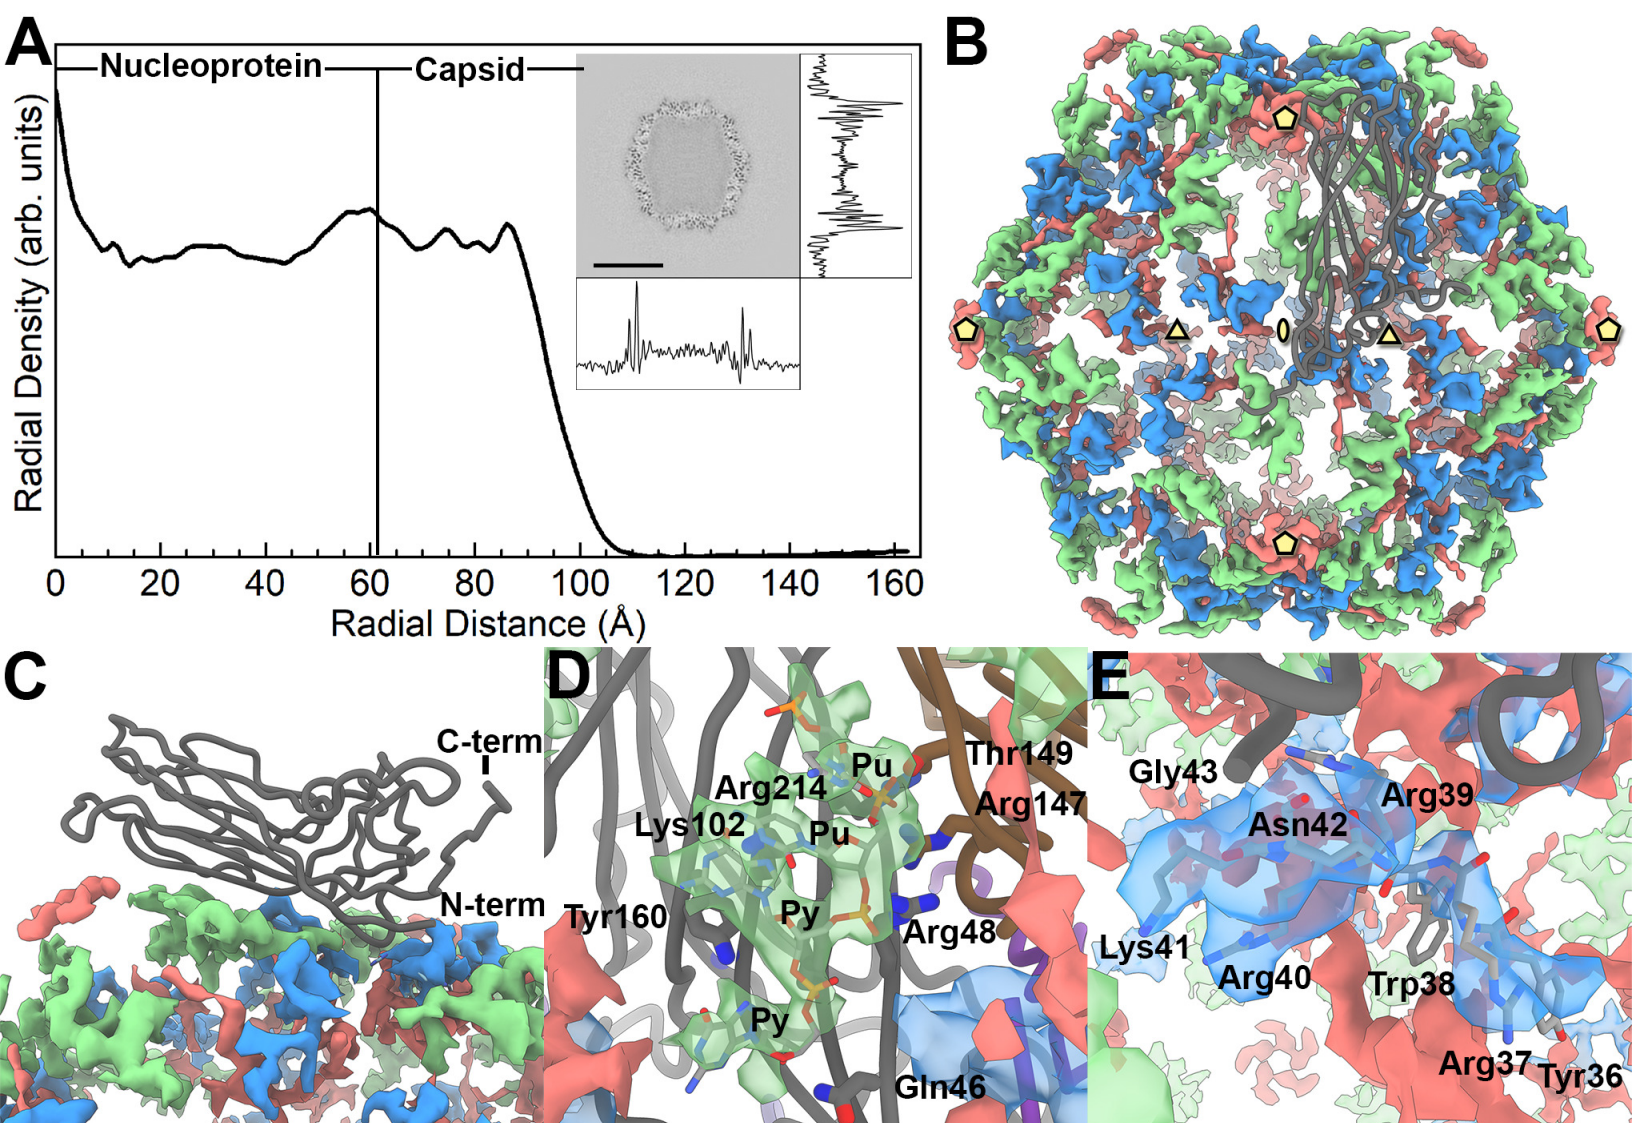 A
Nucleoprotein
Capsid
Radial Density (arb. units)
0 20 40 60 80 100 120 140 160
Radial Distance (Å)
B
C
C-term
N-term
D
Thr149
Pu
Arg214
Arg147
Lys102
Pu
Py
Tyr160
Arg48
Py
Gln46
E
Gly43
Arg39
Asn42
Lys41
Arg40
Trp38
Arg37
Tyr36